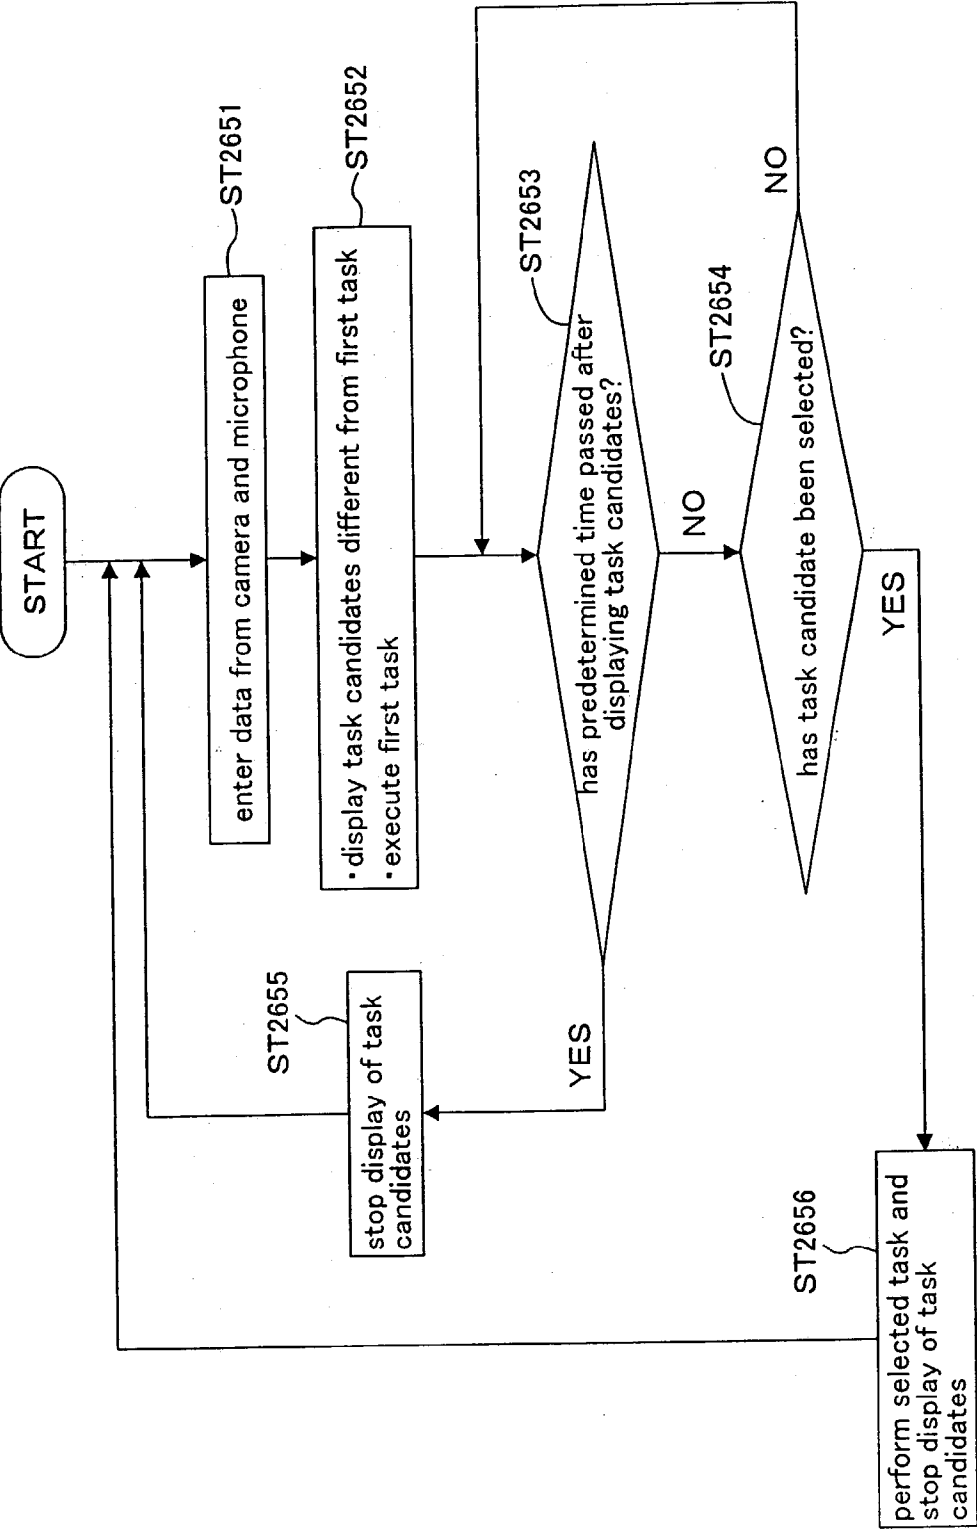 START
ST2651
enter data from camera and microphone
ST2652
・display task candidates different from first task
・execute first task
ST2653
has predetermined time passed after
displaying task candidates?
YES
NO
ST2655
stop display of task
candidates
ST2654
has task candidate been selected?
NO
YES
ST2656
perform selected task and
stop display of task
candidates